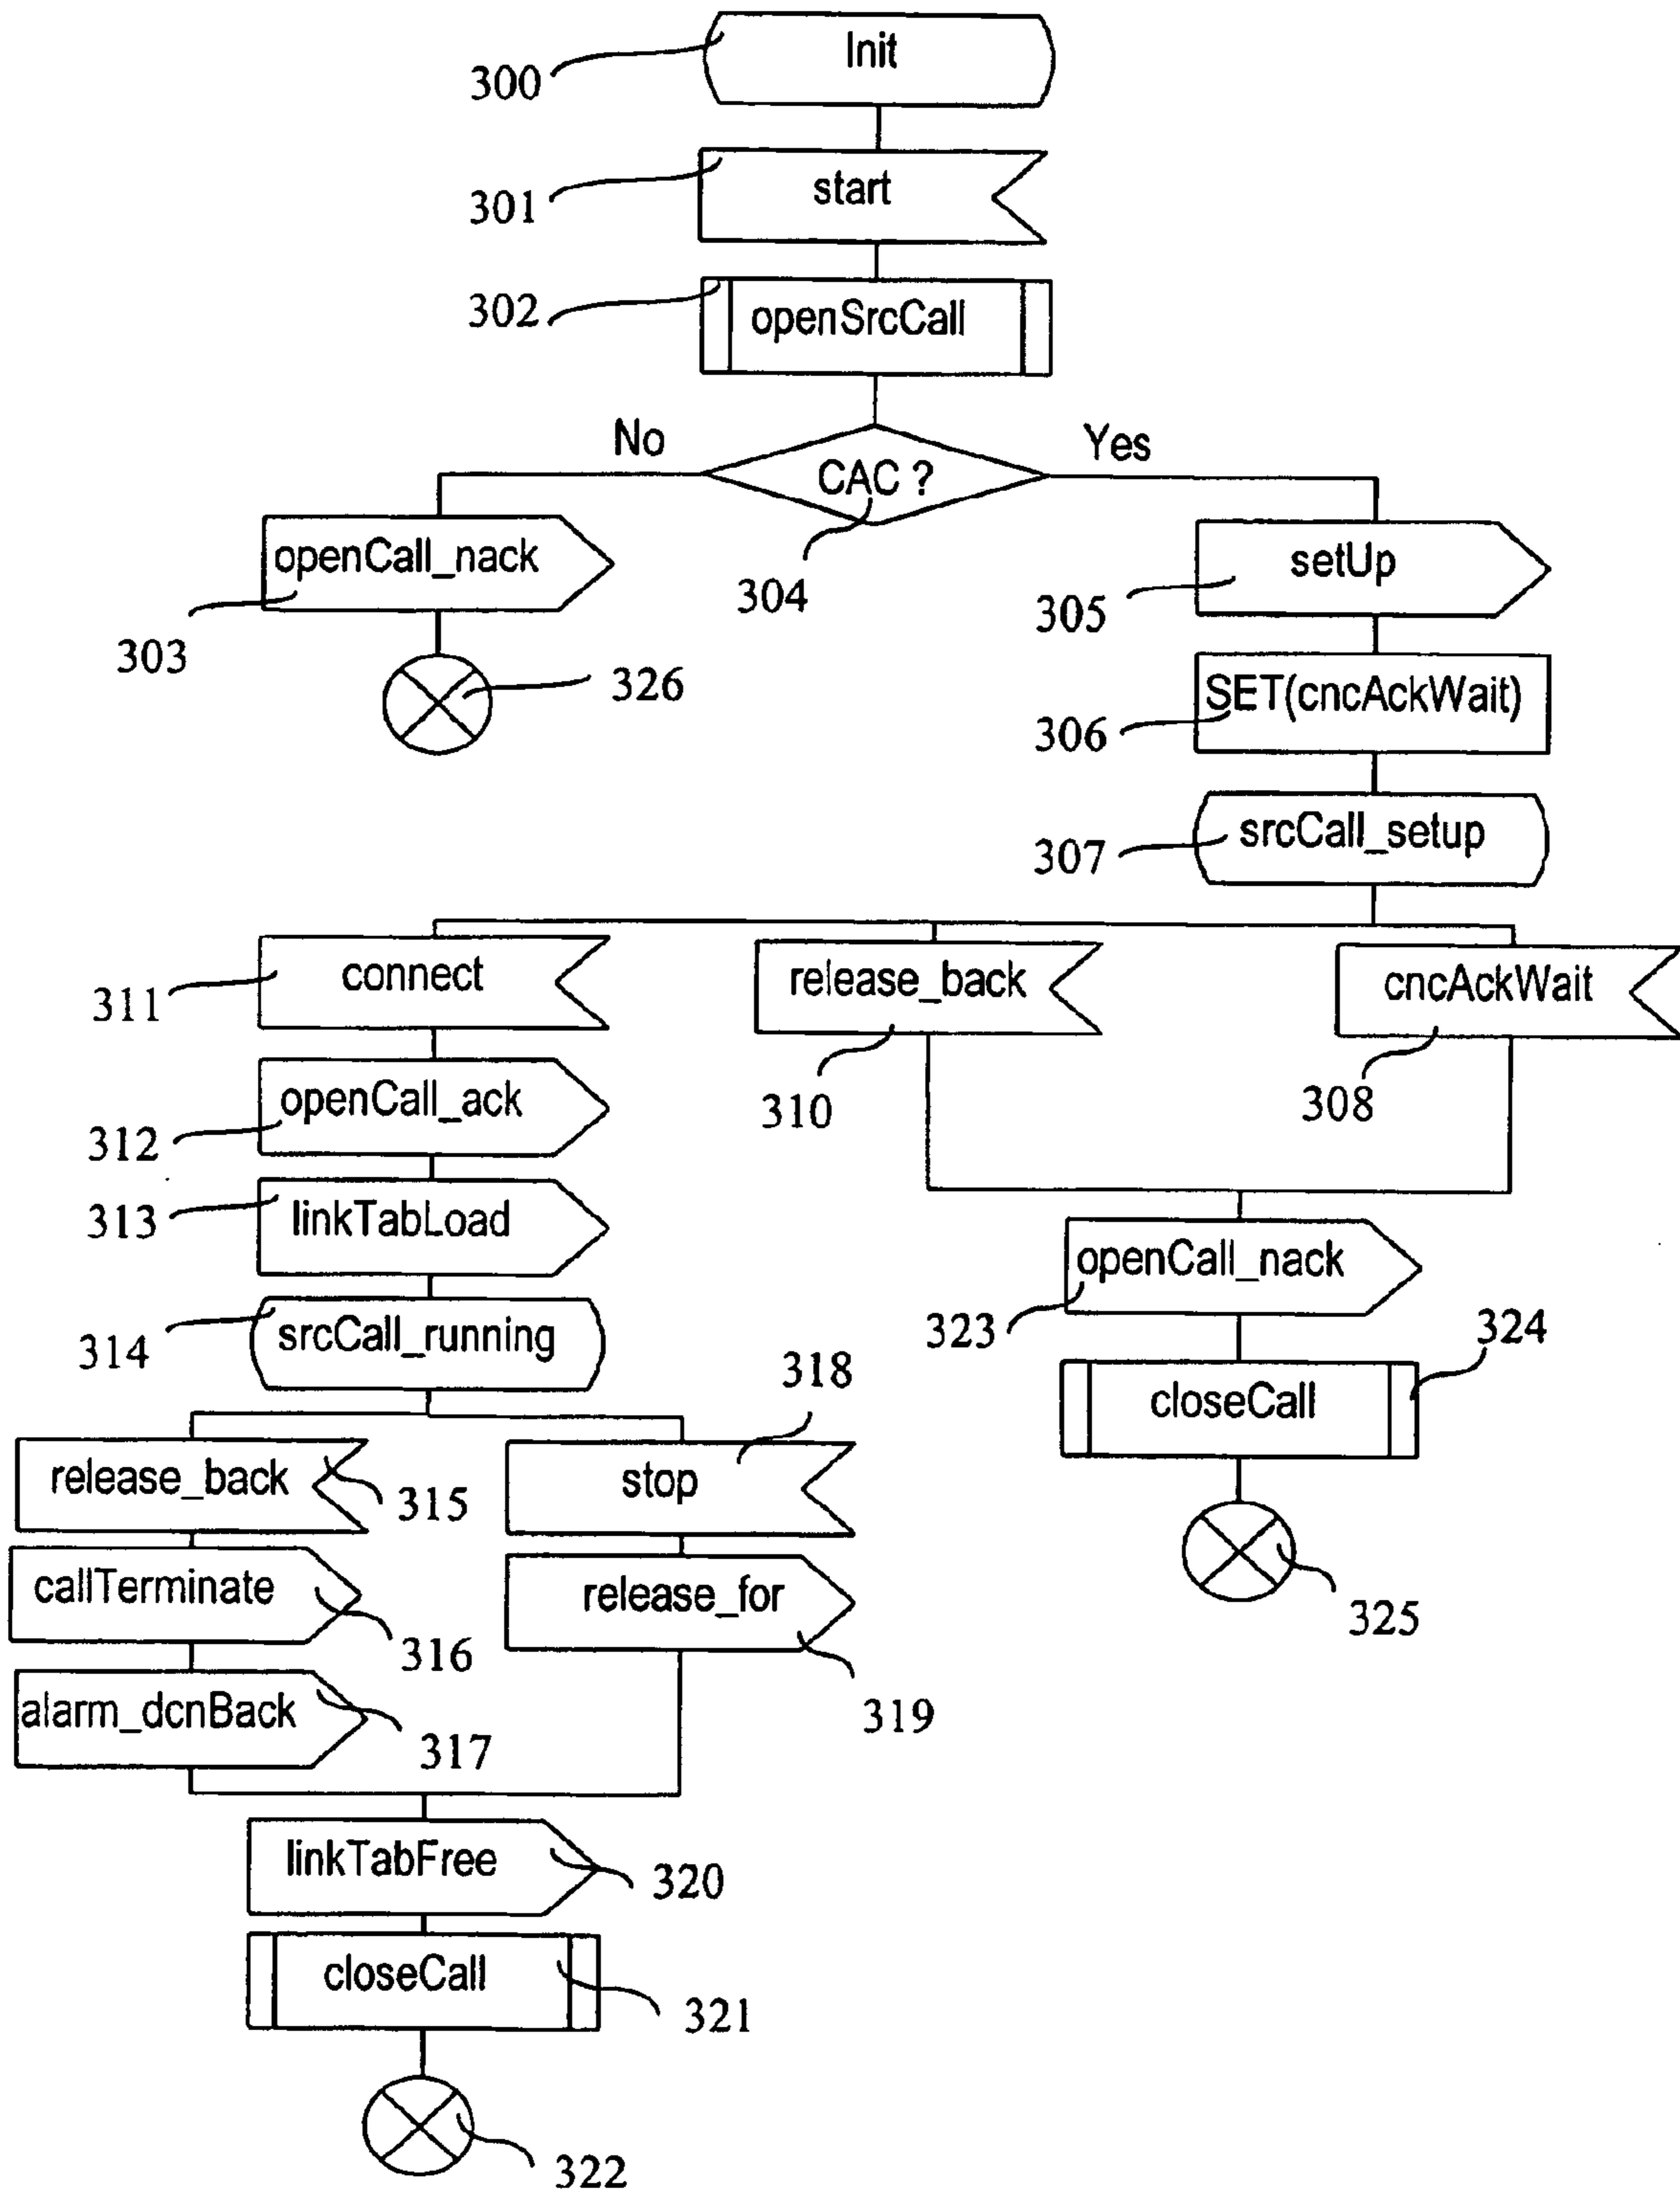 Init
300
start
301
openSrcCall
302
No
Yes
CAC ?
304
openCall_nack
303
326
setUp
305
SET(cncAckWait)
306
srcCall_setup
307
connect
311
release_back
310
cncAckWait
308
openCall_ack
312
linkTabLoad
313
openCall_nack
323
srcCall_running
314
closeCall
324
318
release_back
315
stop
callTerminate
316
release_for
319
325
alarm_dcnBack
317
linkTabFree
320
closeCall
321
322